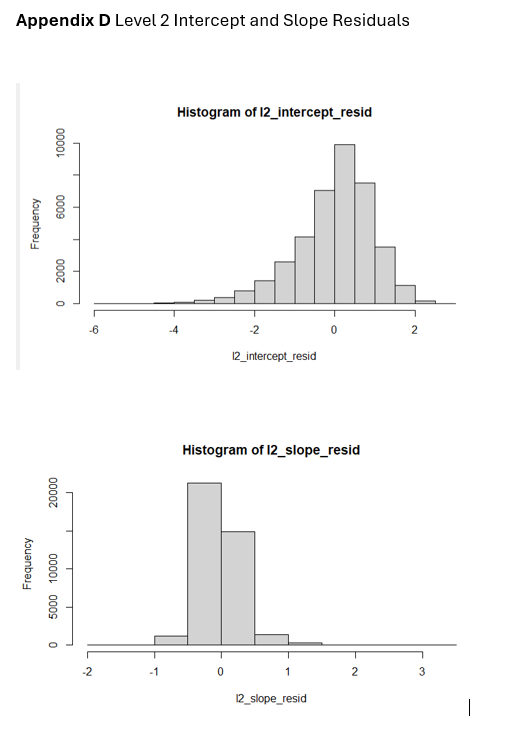 Appendix D Level 2 Intercept and Slope Residuals
Histogram of l2_intercept_resid
Frequency
10000
6000
2000
0
-6 -4 -2 0 2
l2_intercept_resid
Histogram of l2_slope_resid
Frequency
20000
10000
5000
0
-2 -1 0 1 2 3
l2_slope_resid